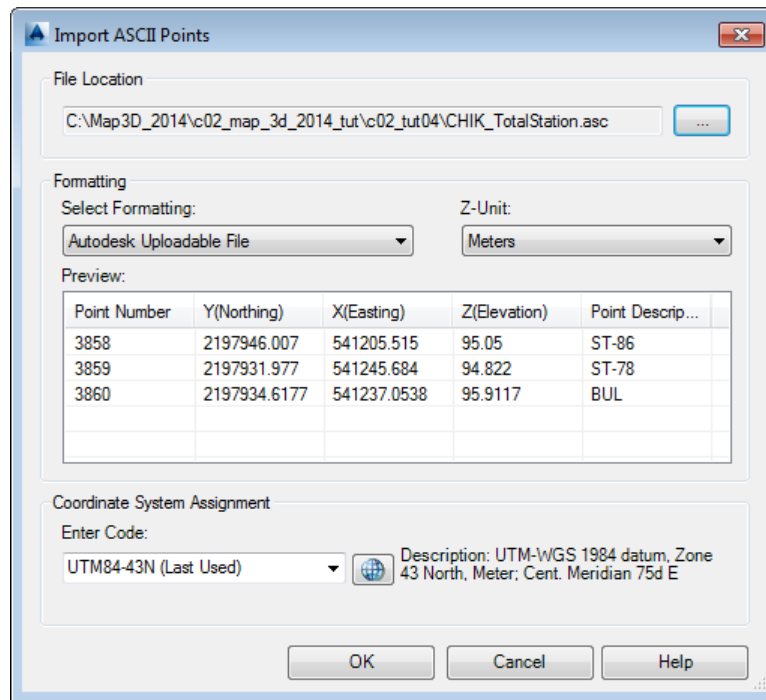 Import ASCII Points
File Location
C:\Map3D_2014\c02_map_3d_2014_tut\c02_tut04\CHIK_TotalStation.asc
...
Formatting
Select Formatting: Z-Unit:
Autodesk Uploadable File Meters
Preview:
Point Number Y(Northing) X(Easting) Z(Elevation) Point Descrip...
3858 2197946.007 541205.515 95.05 ST-86
3859 2197931.977 541245.684 94.822 ST-78
3860 2197934.6177 541237.0538 95.9117 BUL
Coordinate System Assignment
Enter Code:
UTM84-43N (Last Used)
Description: UTM-WGS 1984 datum, Zone
43 North, Meter; Cent. Meridian 75d E
OK Cancel Help